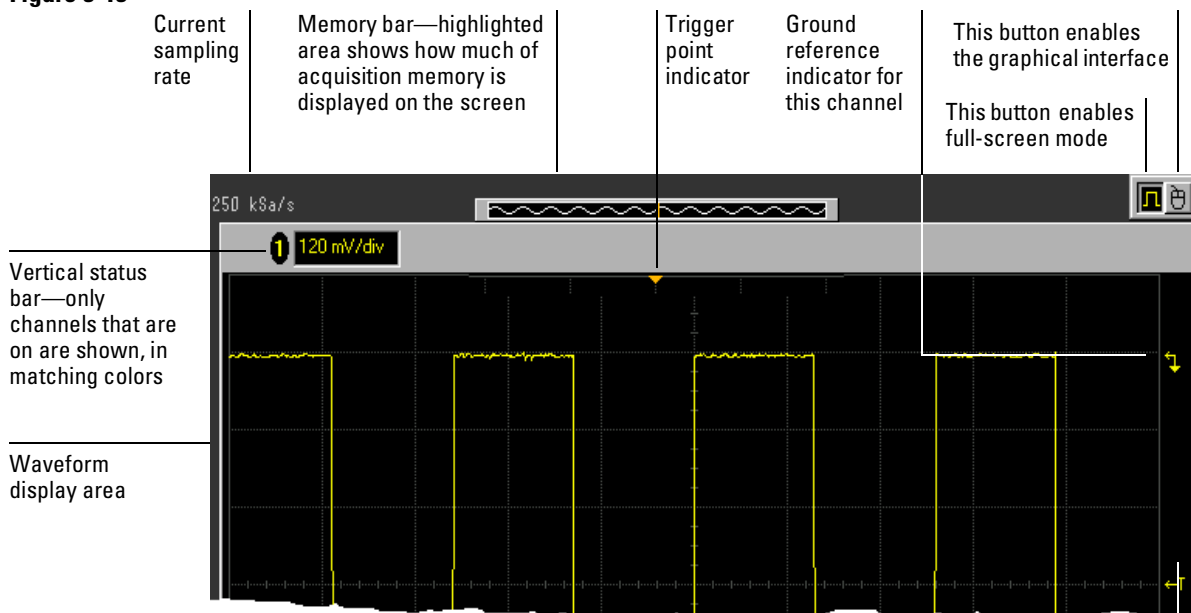 Current
sampling
rate
Memory bar—highlighted
area shows how much of
acquisition memory is
displayed on the screen
Trigger
point
indicator
Ground
reference
indicator for
this channel
This button enables
the graphical interface
This button enables
full-screen mode
250 kSa/s
1 120 mV/div
Vertical status
bar—only
channels that are
on are shown, in
matching colors
Waveform
display area
T